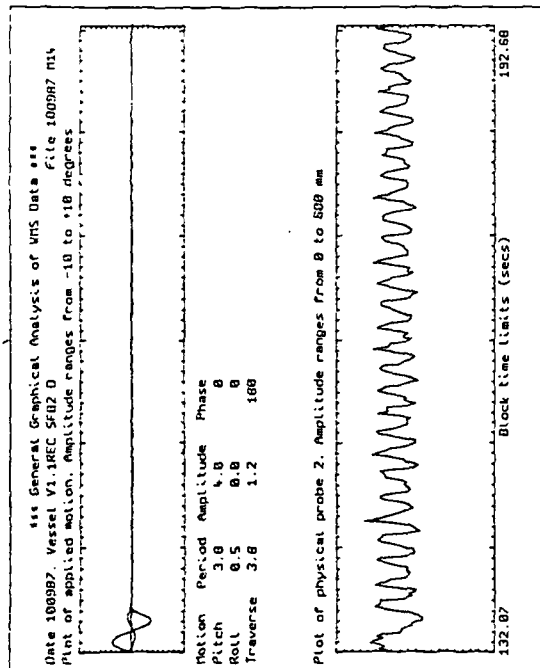 *** General Graphical Analysis of VMS Data ***
Date 100987. Vessel V1.1REC SF02 D File 100987 M14
Plot of applied motion. Amplitude ranges from -10 to +10 degrees
Motion Period Amplitude Phase
Pitch 3.0 4.0 0
Roll 0.5 0.0 0
Traverse 3.0 1.2 180
Plot of physical probe 2. Amplitude ranges from 0 to 600 mm
132.07 Block time limits (secs) 192.60